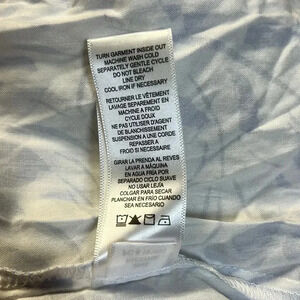 TURN GARMENT INSIDE OUT
MACHINE WASH COLD
SEPARATELY GENTLE CYCLE
DO NOT BLEACH
LINE DRY
COOL IRON IF NECESSARY
RETOURNER LE VÊTEMENT
LAVAGE SEPAREMENT EN
MACHINE A FROID
CYCLE DOUX
NE PAS UTILISER D'AGENT
DE BLANCHISSEMENT
SUSPENSION A UNE CORDE
REPASSER A
FROID SI NECESSAIRE
GIRAR LA PRENDA AL REVES
LAVAR A MÁQUINA
EN AGUA FRIA POR
SEPARADO CICLO SUAVE
NO USAR LEJIA
COLGAR PARA SECAR
PLANCHAR EN FRÍO CUANDO
SEA NECESARIO